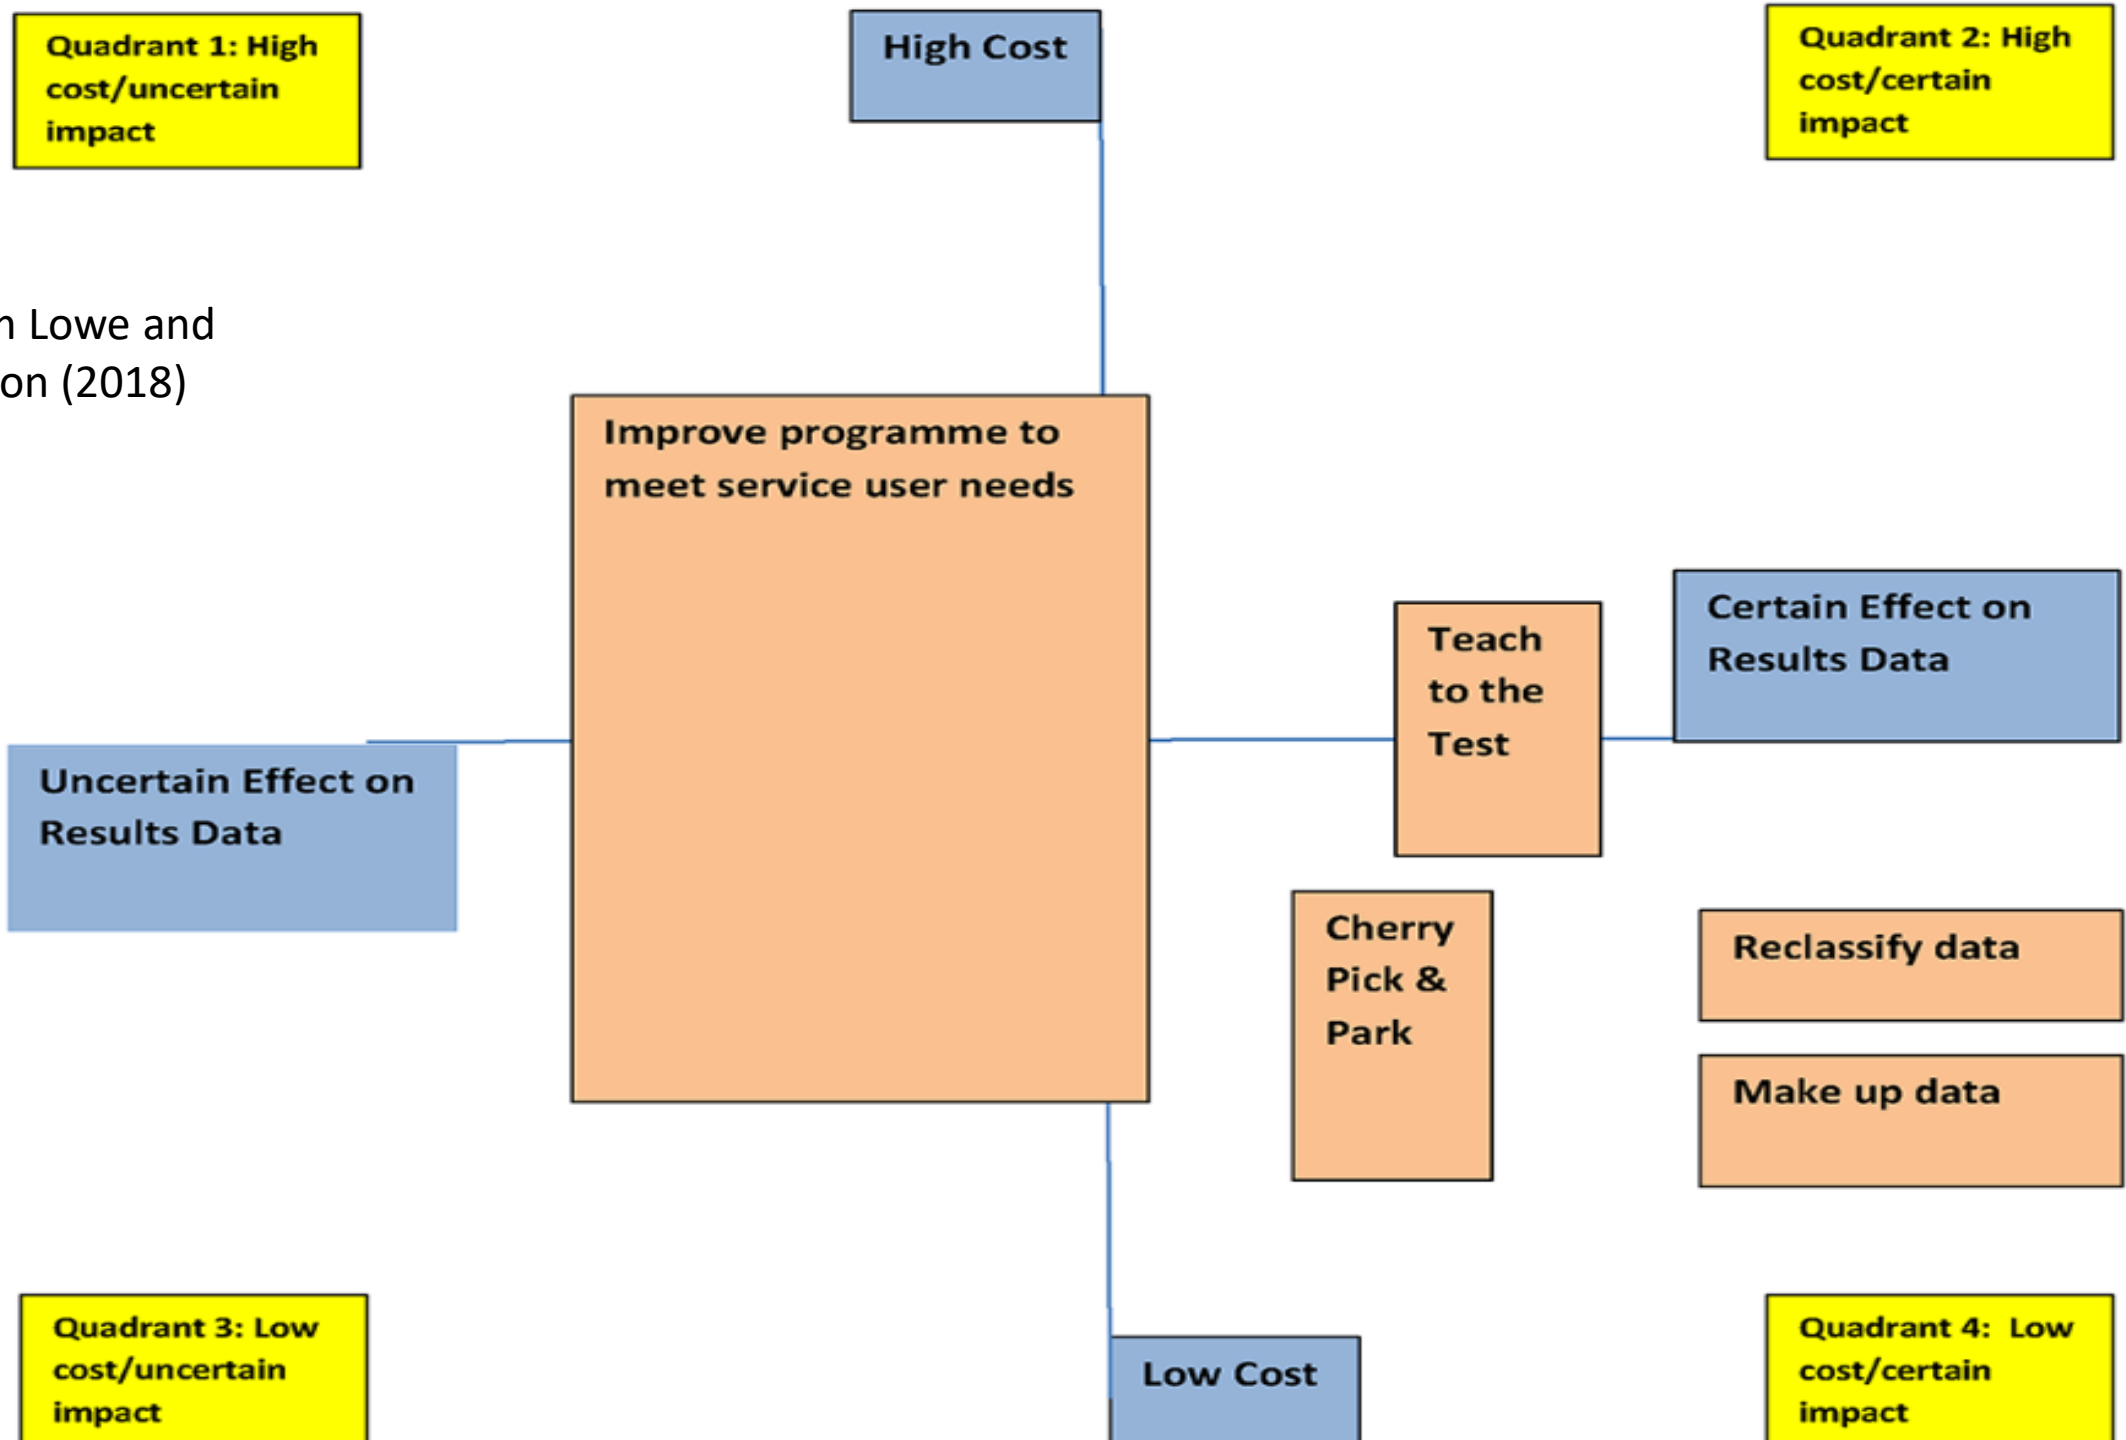 Quadrant 1: High
cost/uncertain
impact
High Cost
Quadrant 2: High
cost/certain
impact
Lowe and
(2018)
Improve programme to
meet service user needs
Certain Effect on
Results Data
Teach
to the
Test
Uncertain Effect on
Results Data
Cherry
Pick &
Park
Reclassify data
Make up data
Quadrant 3: Low
cost/uncertain
impact
Low Cost
Quadrant 4:  Low
cost/certain
impact